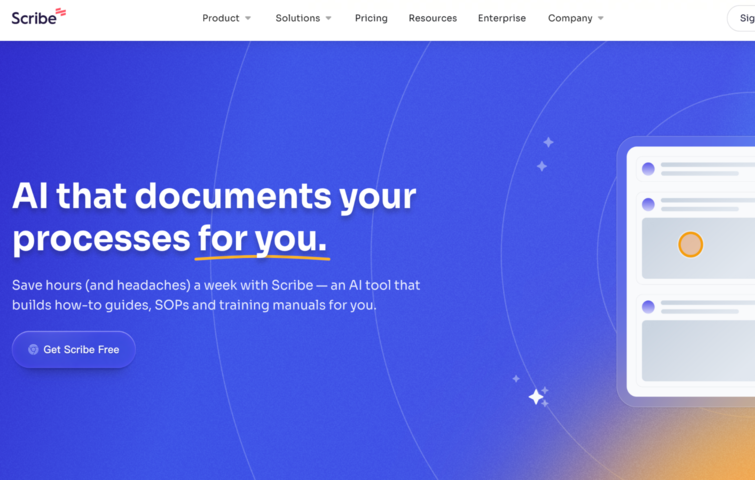 Scribe
Product
Solutions
Pricing
Resources
Enterprise
Company
Sig
AI that documents your
processes for you.
Save hours (and headaches) a week with Scribe — an AI tool that
builds how-to guides, SOPs and training manuals for you.
Get Scribe Free